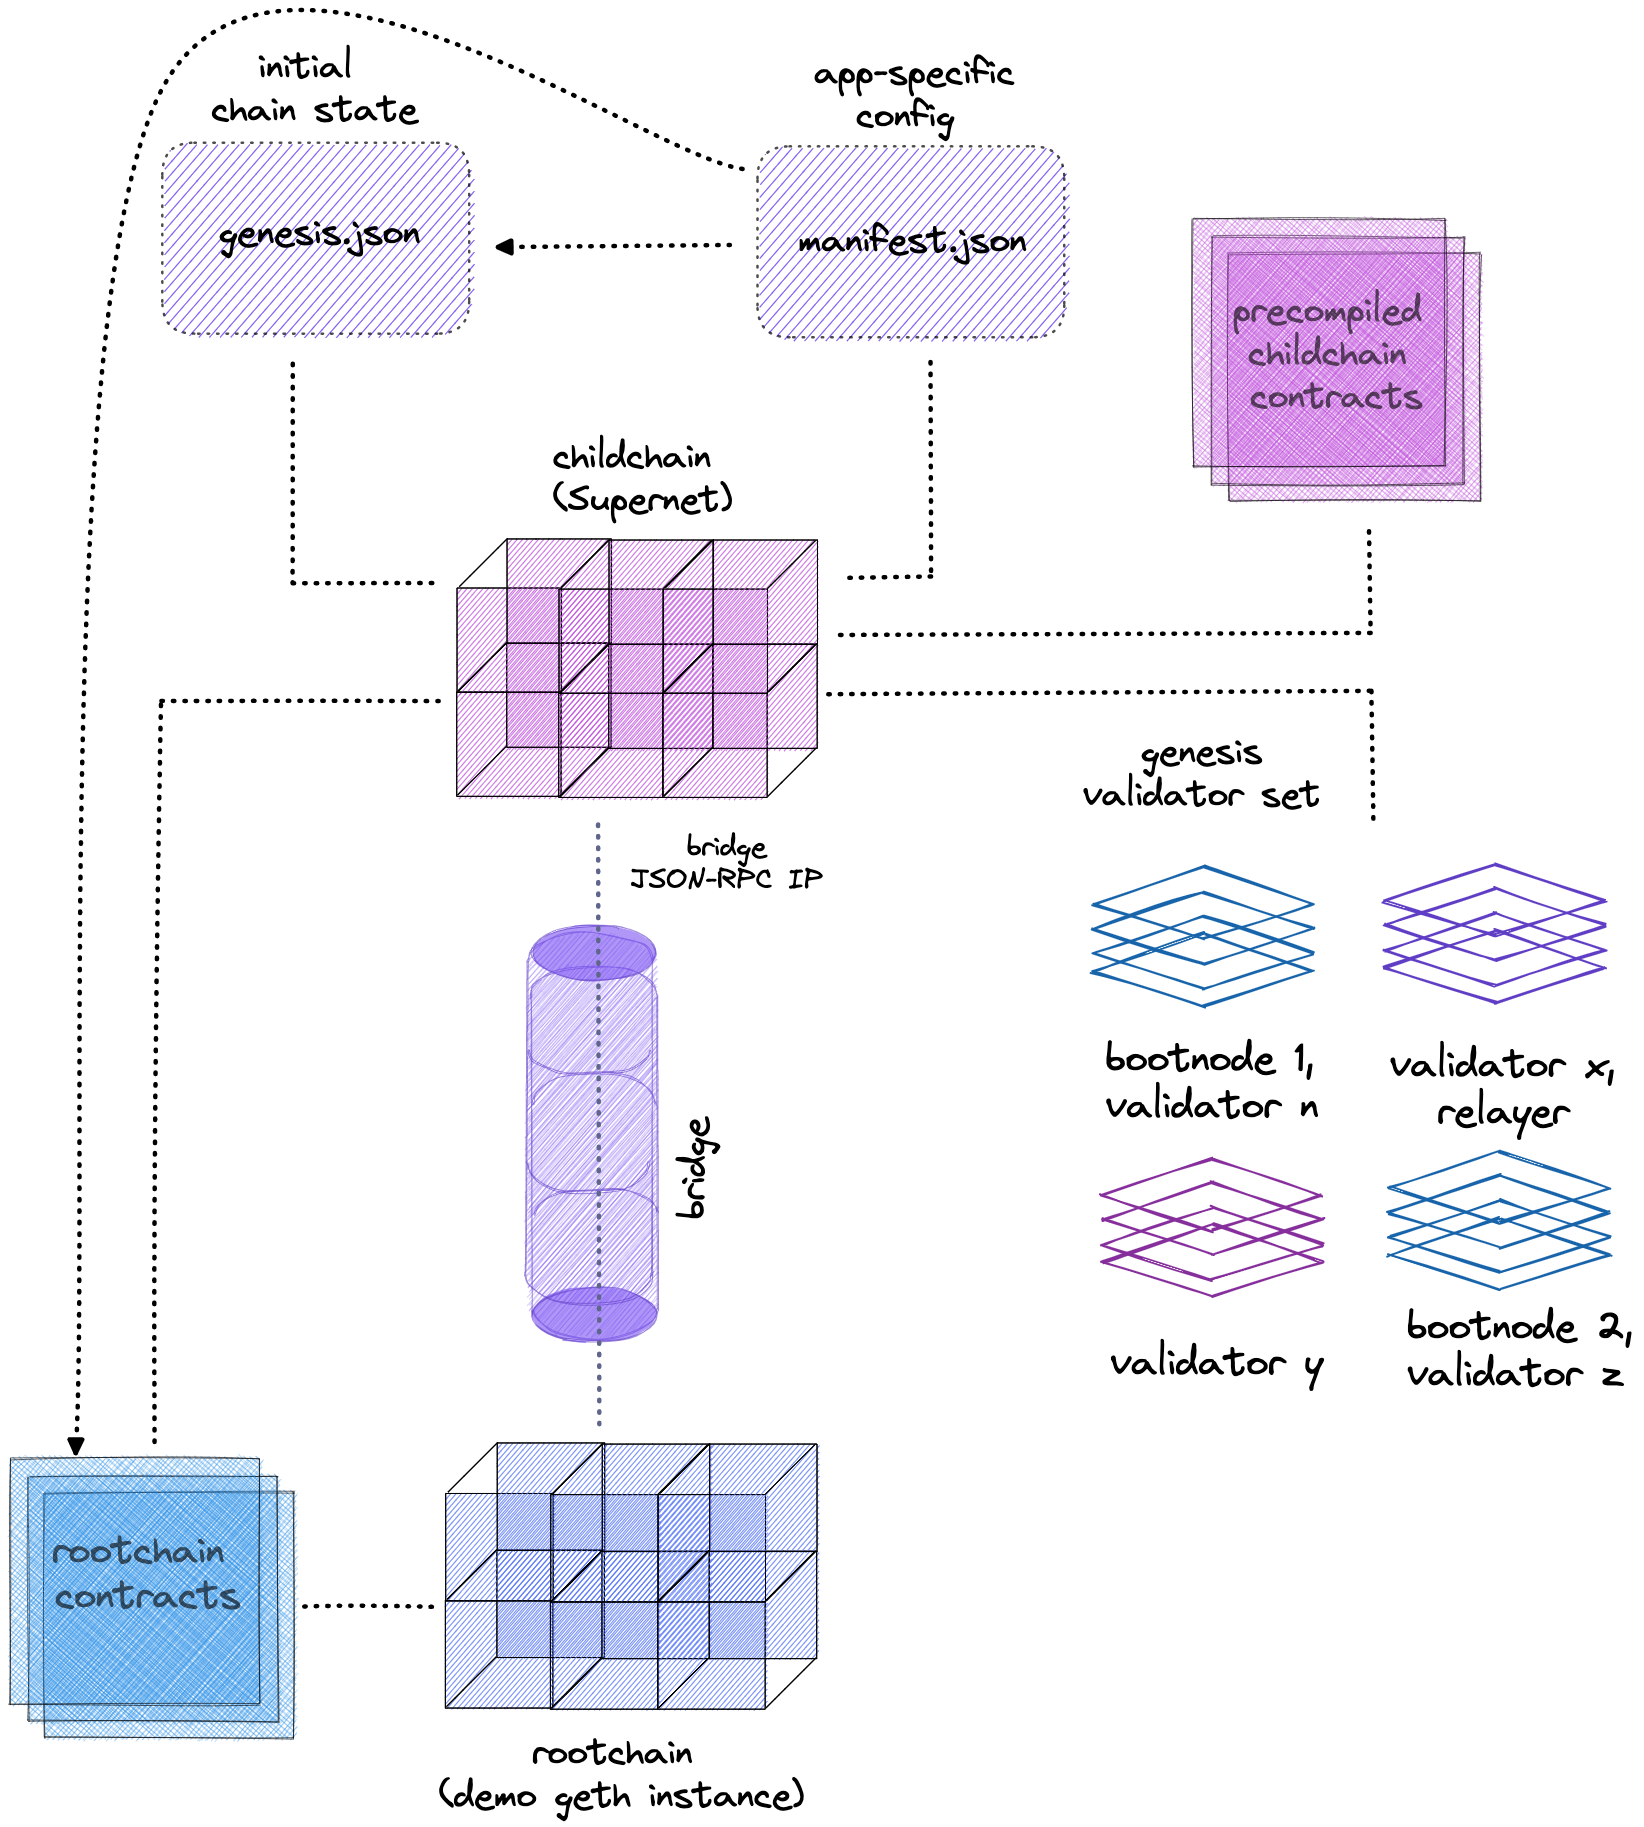 initial
chain state
app-specific
config
genesis.json
manifest.json
precompiled
childchain
contracts
childchain
(Supernet)
genesis
validator set
bridge
JSON-RPC IP
bootnode 1,
validator n
validator x,
relayer
bridge
validator y
bootnode 2,
validator z
rootchain
contracts
rootchain
(demo geth instance)